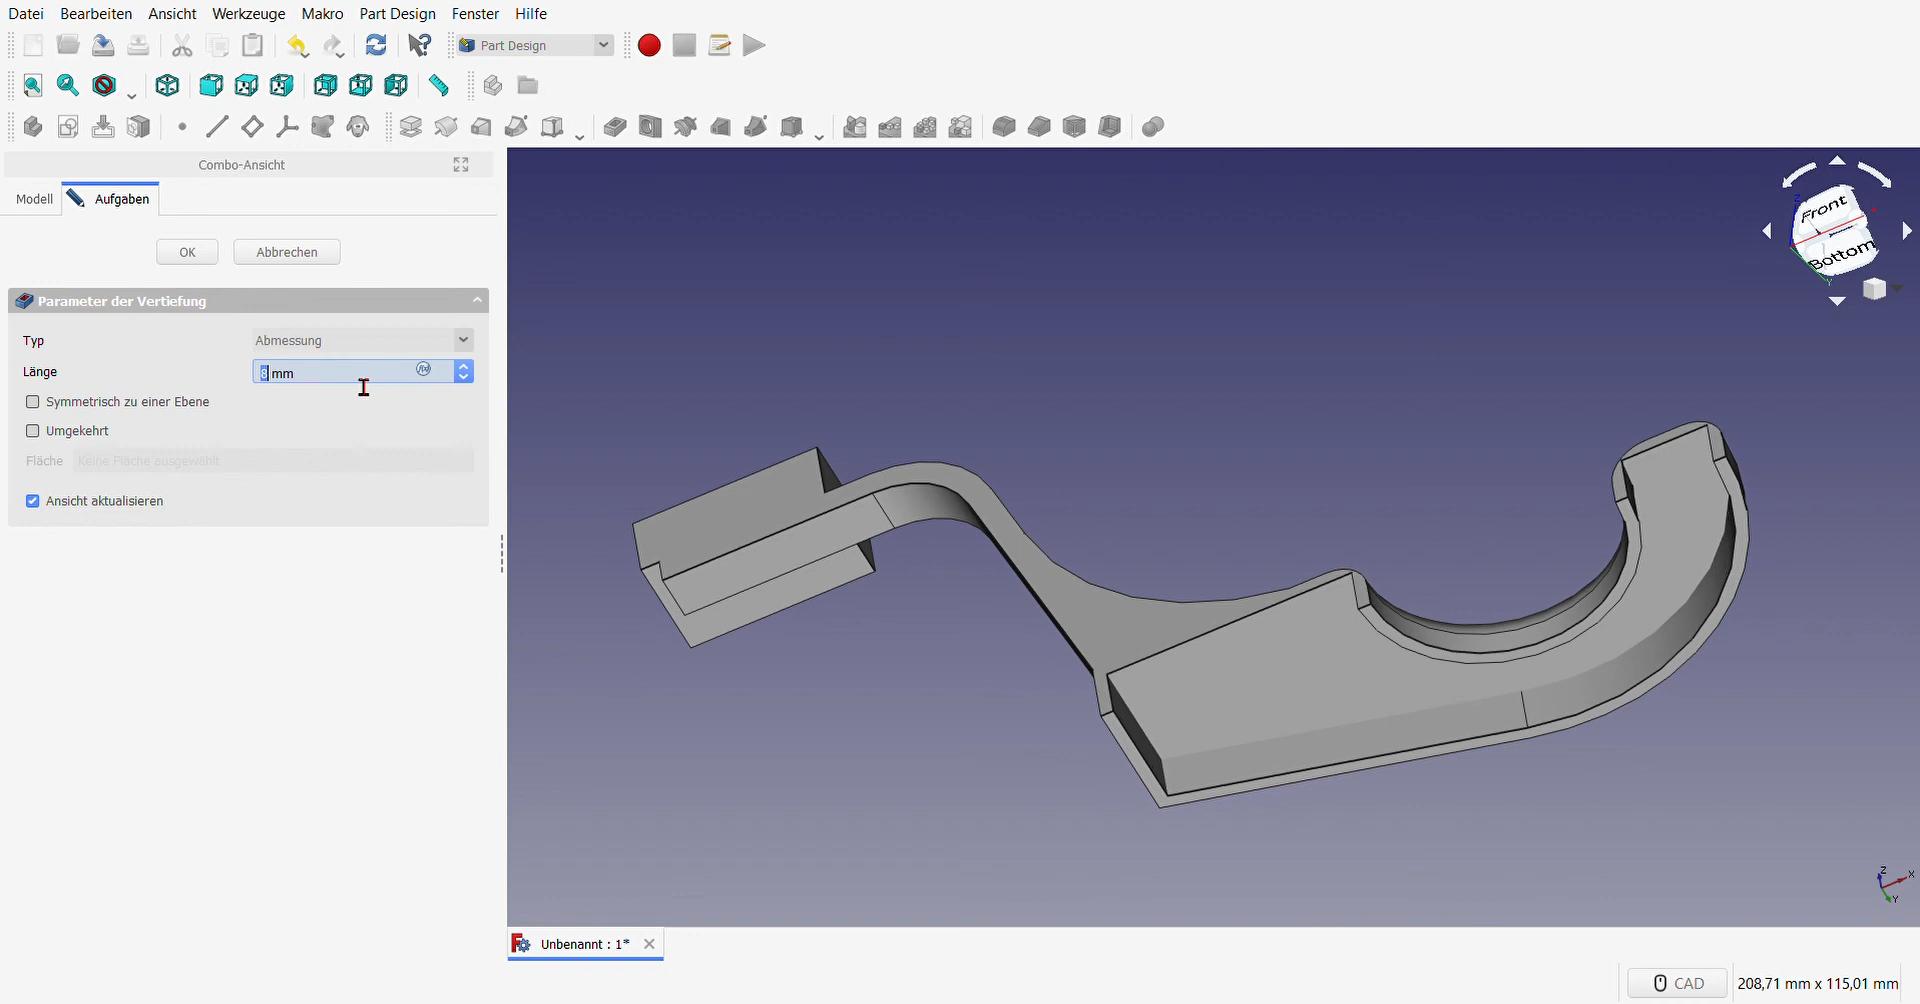 Datei Bearbeiten Ansicht Werkzeuge Makro Part Design Fenster Hilfe
Part Design
Combo-Ansicht
Modell Aufgaben
OK Abbrechen
Parameter der Vertiefung
Typ Abmessung
Länge 8 mm
Symmetrisch zu einer Ebene
Umgekehrt
Fläche Keine Fläche ausgewählt
Ansicht aktualisieren
Front
Bottom
Z
Y
Z
X
Y
Unbenannt : 1*
CAD 208,71 mm x 115,01 mm